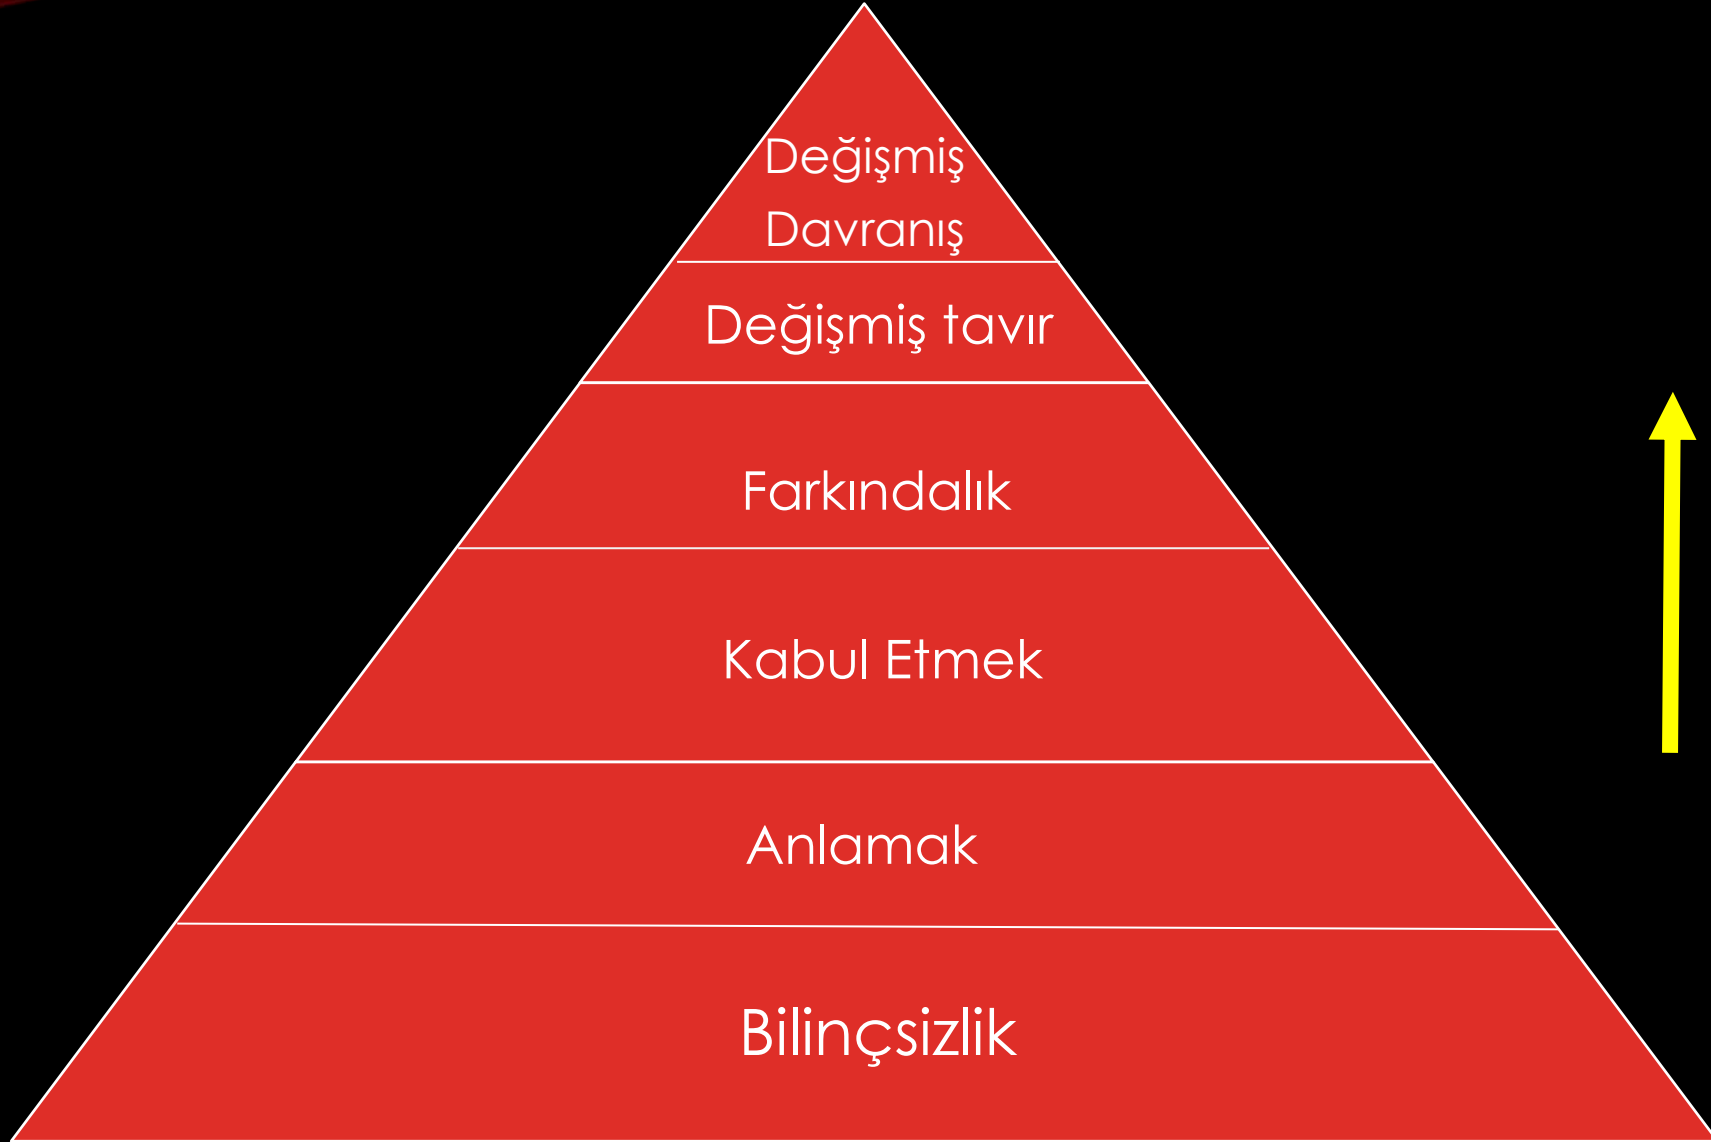 Değişmiş
Davranış
Değişmiş tavır
Farkındalık
Kabul Etmek
Anlamak
Bilinçsizlik